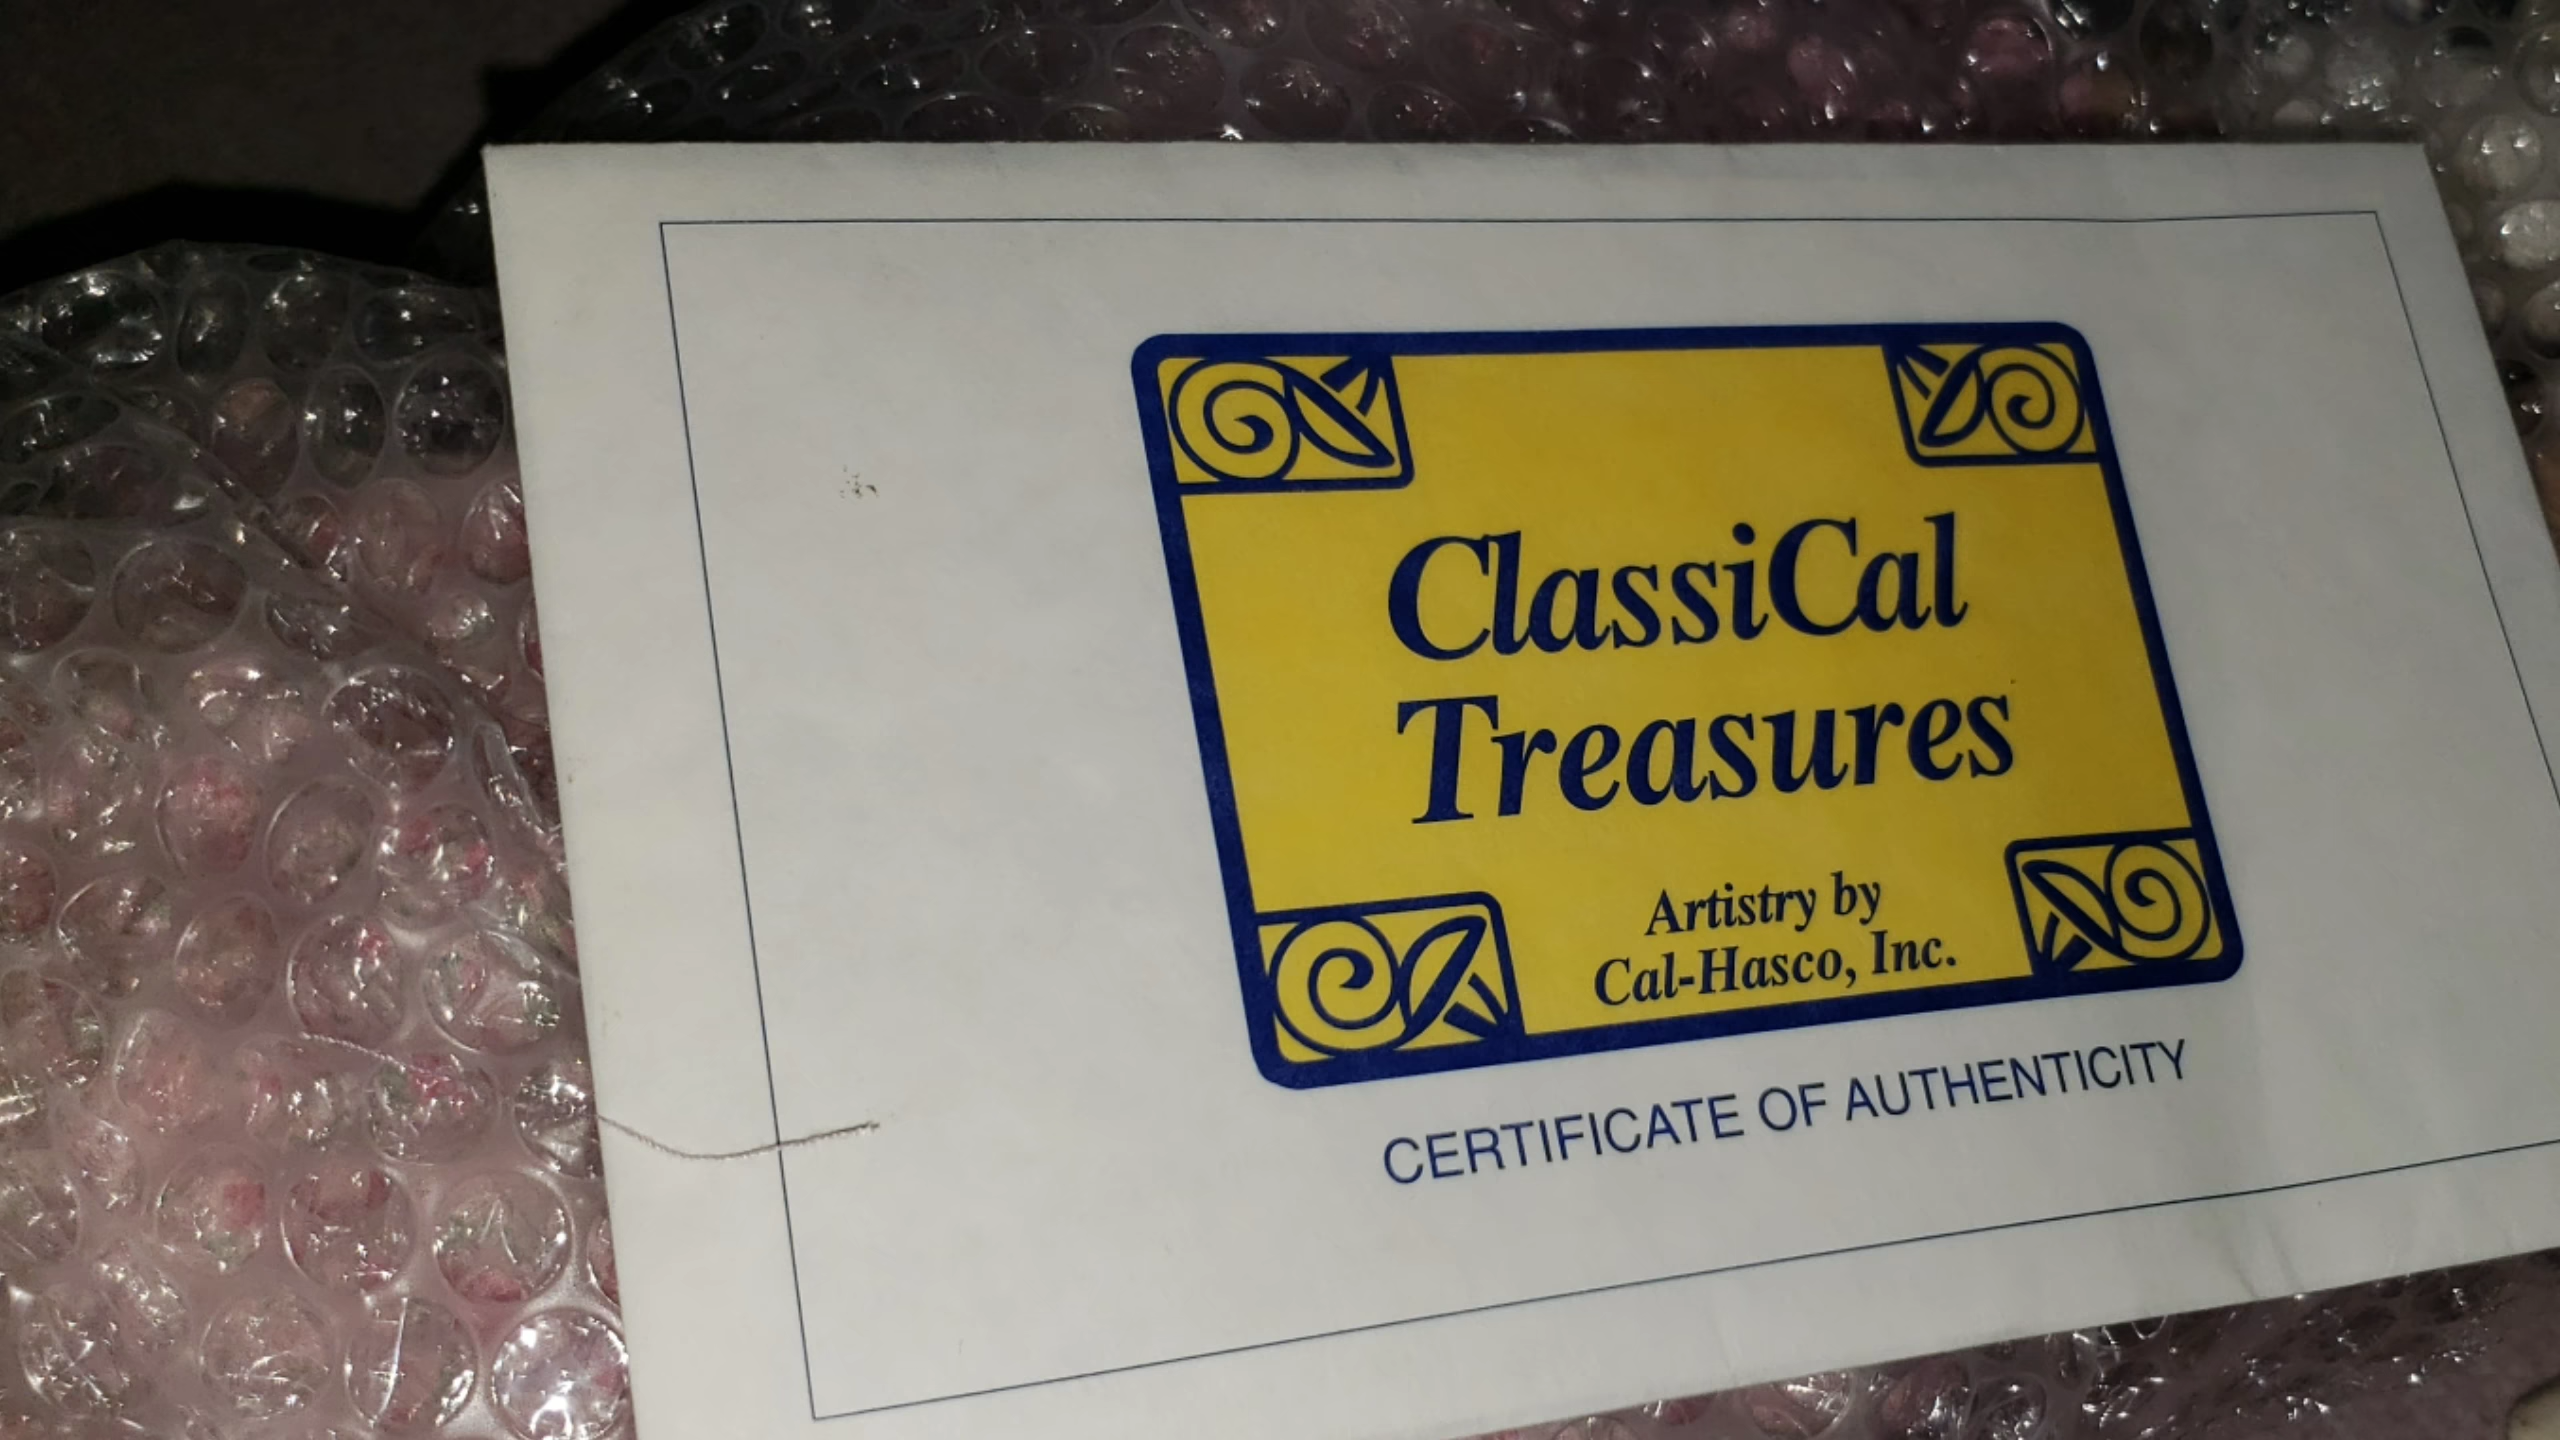 ClassiCal
Treasures
Artistry by
Cal-Hasco, Inc.
CERTIFICATE OF AUTHENTICITY